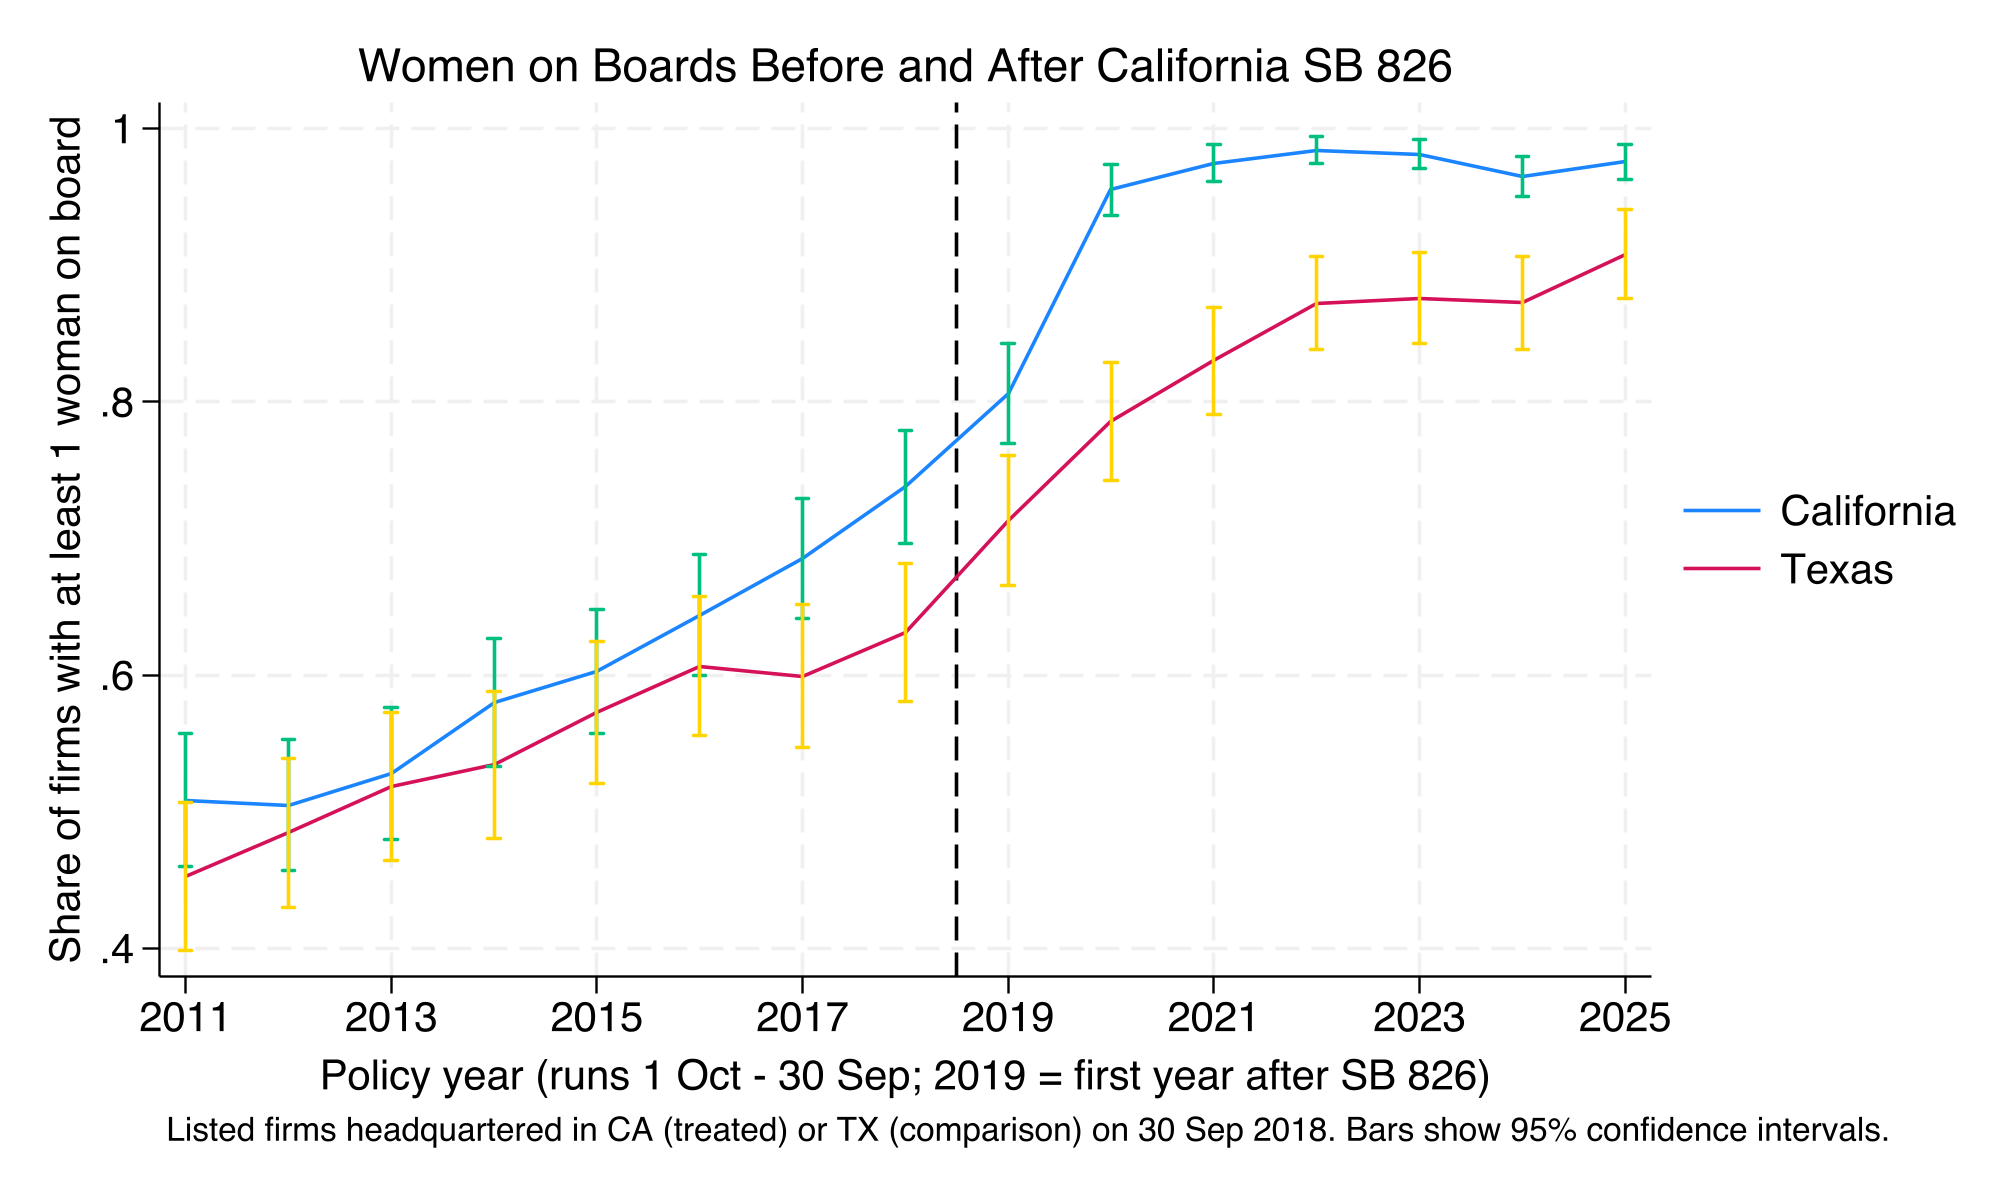 Women on Boards Before and After California SB 826
Share of firms with at least 1 woman on board
1
.8
.6
.4
2011 2013 2015 2017 2019 2021 2023 2025
Policy year (runs 1 Oct - 30 Sep; 2019 = first year after SB 826)
California
Texas
Listed firms headquartered in CA (treated) or TX (comparison) on 30 Sep 2018. Bars show 95% confidence intervals.